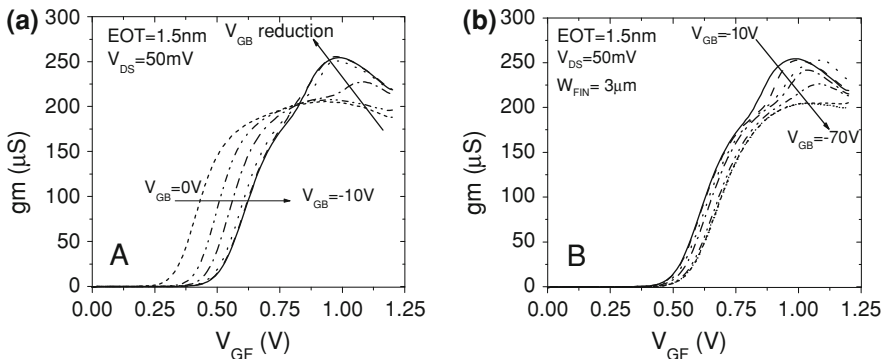 (a)
300
250
200
150
100
50
0
gm (μS)
EOT=1.5nm
V_GB reduction
V_DS=50mV
V_GB=0V
V_GB=-10V
A
0.00 0.25 0.50 0.75 1.00 1.25
V_GF (V)
(b)
300
250
200
150
100
50
0
gm (μS)
EOT=1.5nm
V_GB=-10V
V_DS=50mV
W_FIN= 3μm
V_GB=-70V
B
0.00 0.25 0.50 0.75 1.00 1.25
V_GF (V)